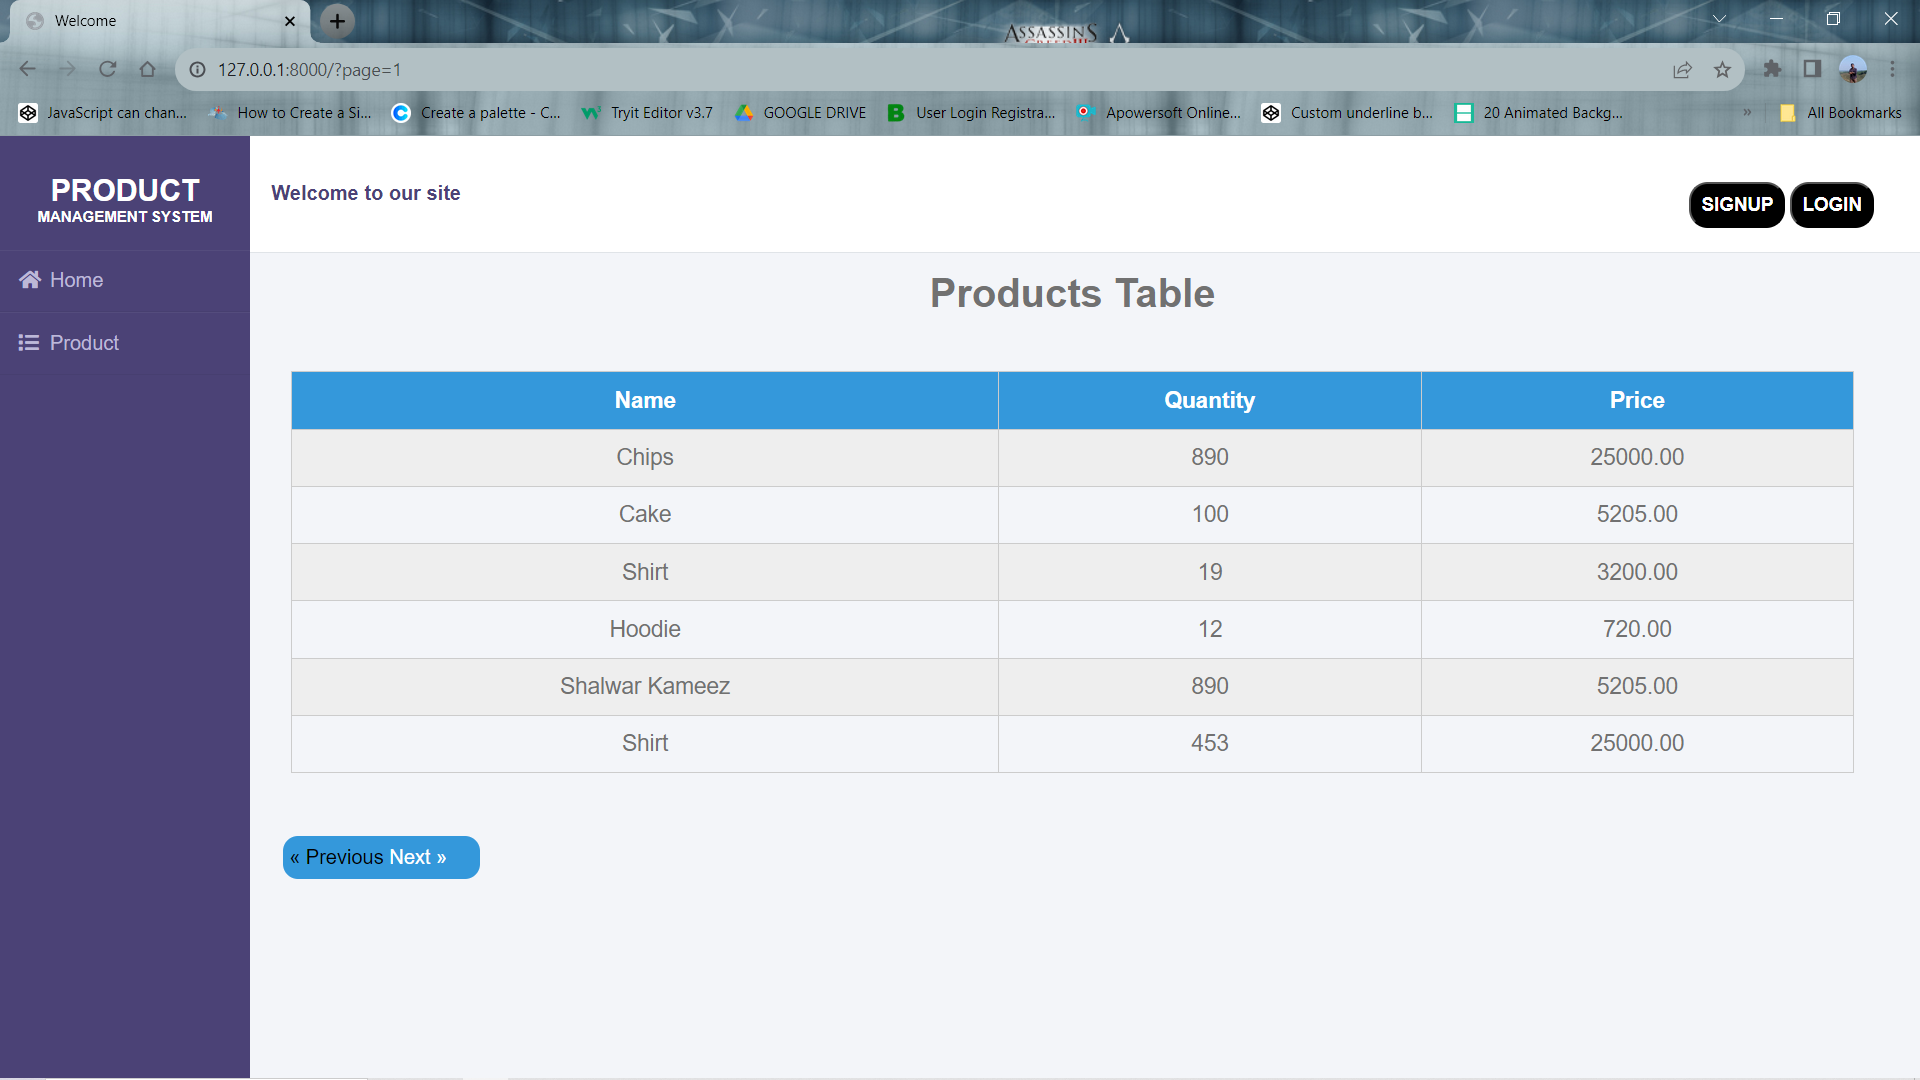 Welcome
ASSASSINS
CREED III
127.0.0.1:8000/?page=1
JavaScript can chan...
How to Create a Si...
Create a palette - C...
Tryit Editor v3.7
GOOGLE DRIVE
User Login Registra...
Apowersoft Online...
Custom underline b...
20 Animated Backg...
» All Bookmarks
PRODUCT
MANAGEMENT SYSTEM
Home
Product
Welcome to our site
SIGNUP LOGIN
Products Table
Name Quantity Price
Chips 890 25000.00
Cake 100 5205.00
Shirt 19 3200.00
Hoodie 12 720.00
Shalwar Kameez 890 5205.00
Shirt 453 25000.00
« Previous Next »